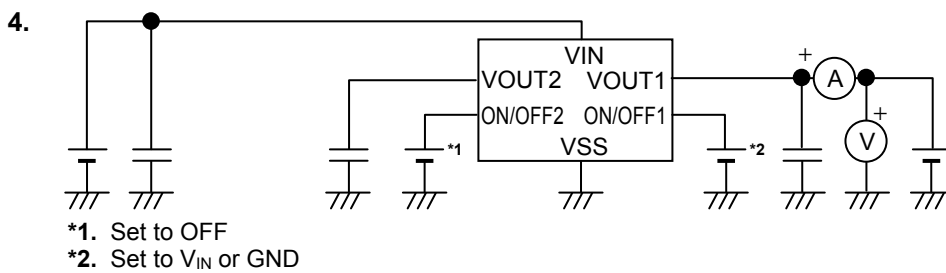 4.
VIN
VOUT2 VOUT1
ON/OFF2 ON/OFF1
VSS
+
A
+
V
*1
*2
*1. Set to OFF
*2. Set to VIN or GND